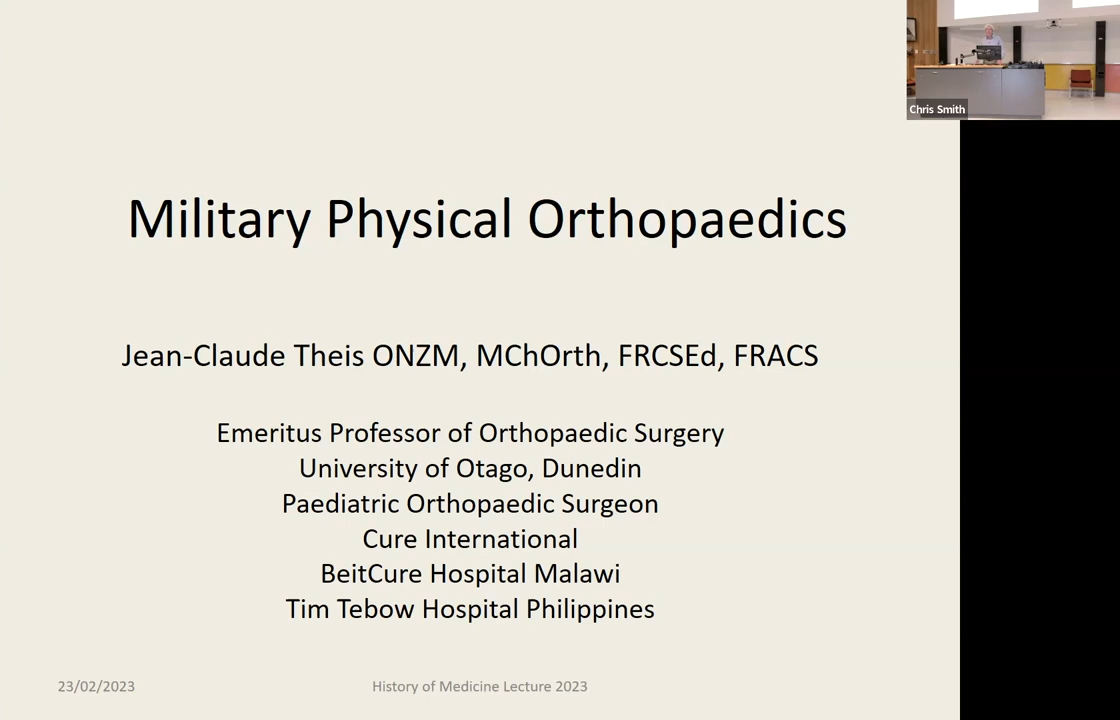 Chris Smith
Military Physical Orthopaedics
Jean-Claude Theis ONZM, MChOrth, FRCSEd, FRACS
Emeritus Professor of Orthopaedic Surgery
University of Otago, Dunedin
Paediatric Orthopaedic Surgeon
Cure International
BeitCure Hospital Malawi
Tim Tebow Hospital Philippines
23/02/2023
History of Medicine Lecture 2023